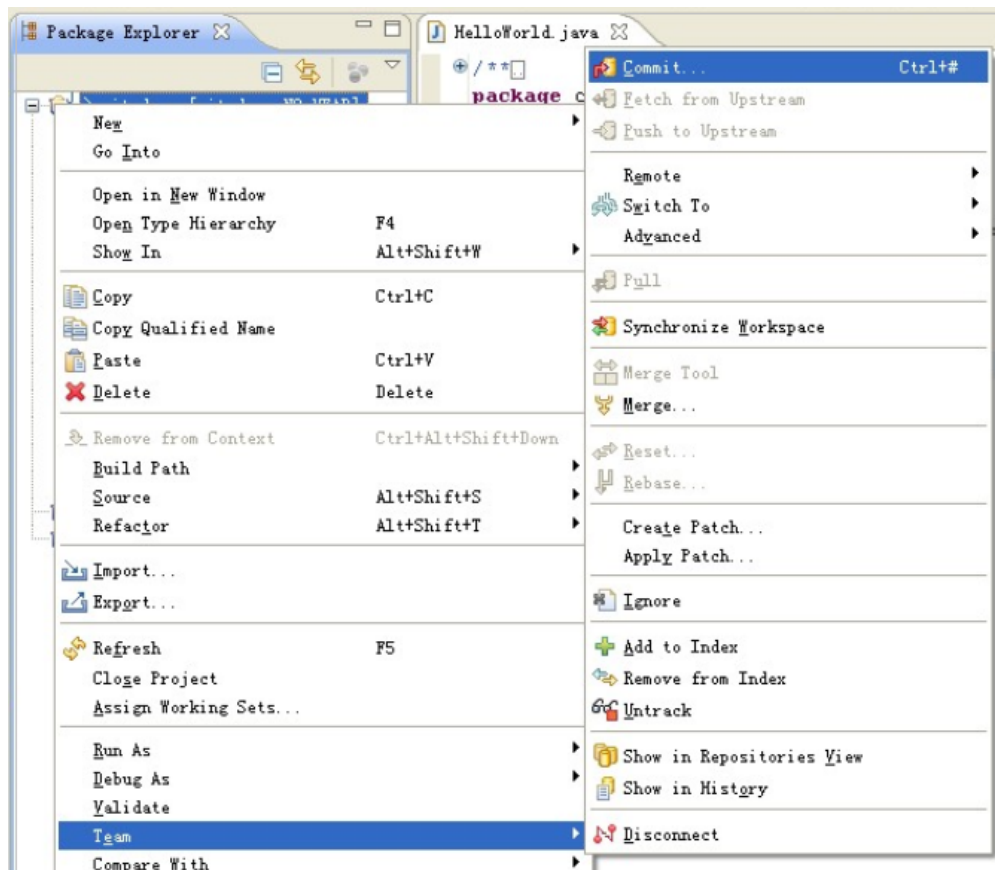 Package Explorer
HelloWorld.java
/**
package c
NO-HEAD]
New
Go Into
Open in New Window
Open Type Hierarchy F4
Show In Alt+Shift+W
Copy Ctrl+C
Copy Qualified Name
Paste Ctrl+V
Delete Delete
Remove from Context Ctrl+Alt+Shift+Down
Build Path
Source Alt+Shift+S
Refactor Alt+Shift+T
Import...
Export...
Refresh F5
Close Project
Assign Working Sets...
Run As
Debug As
Validate
Team
Compare With
Commit... Ctrl+#
Fetch from Upstream
Push to Upstream
Remote
Switch To
Advanced
Pull
Synchronize Workspace
Merge Tool
Merge...
Reset...
Rebase...
Create Patch...
Apply Patch...
Ignore
Add to Index
Remove from Index
Untrack
Show in Repositories View
Show in History
Disconnect